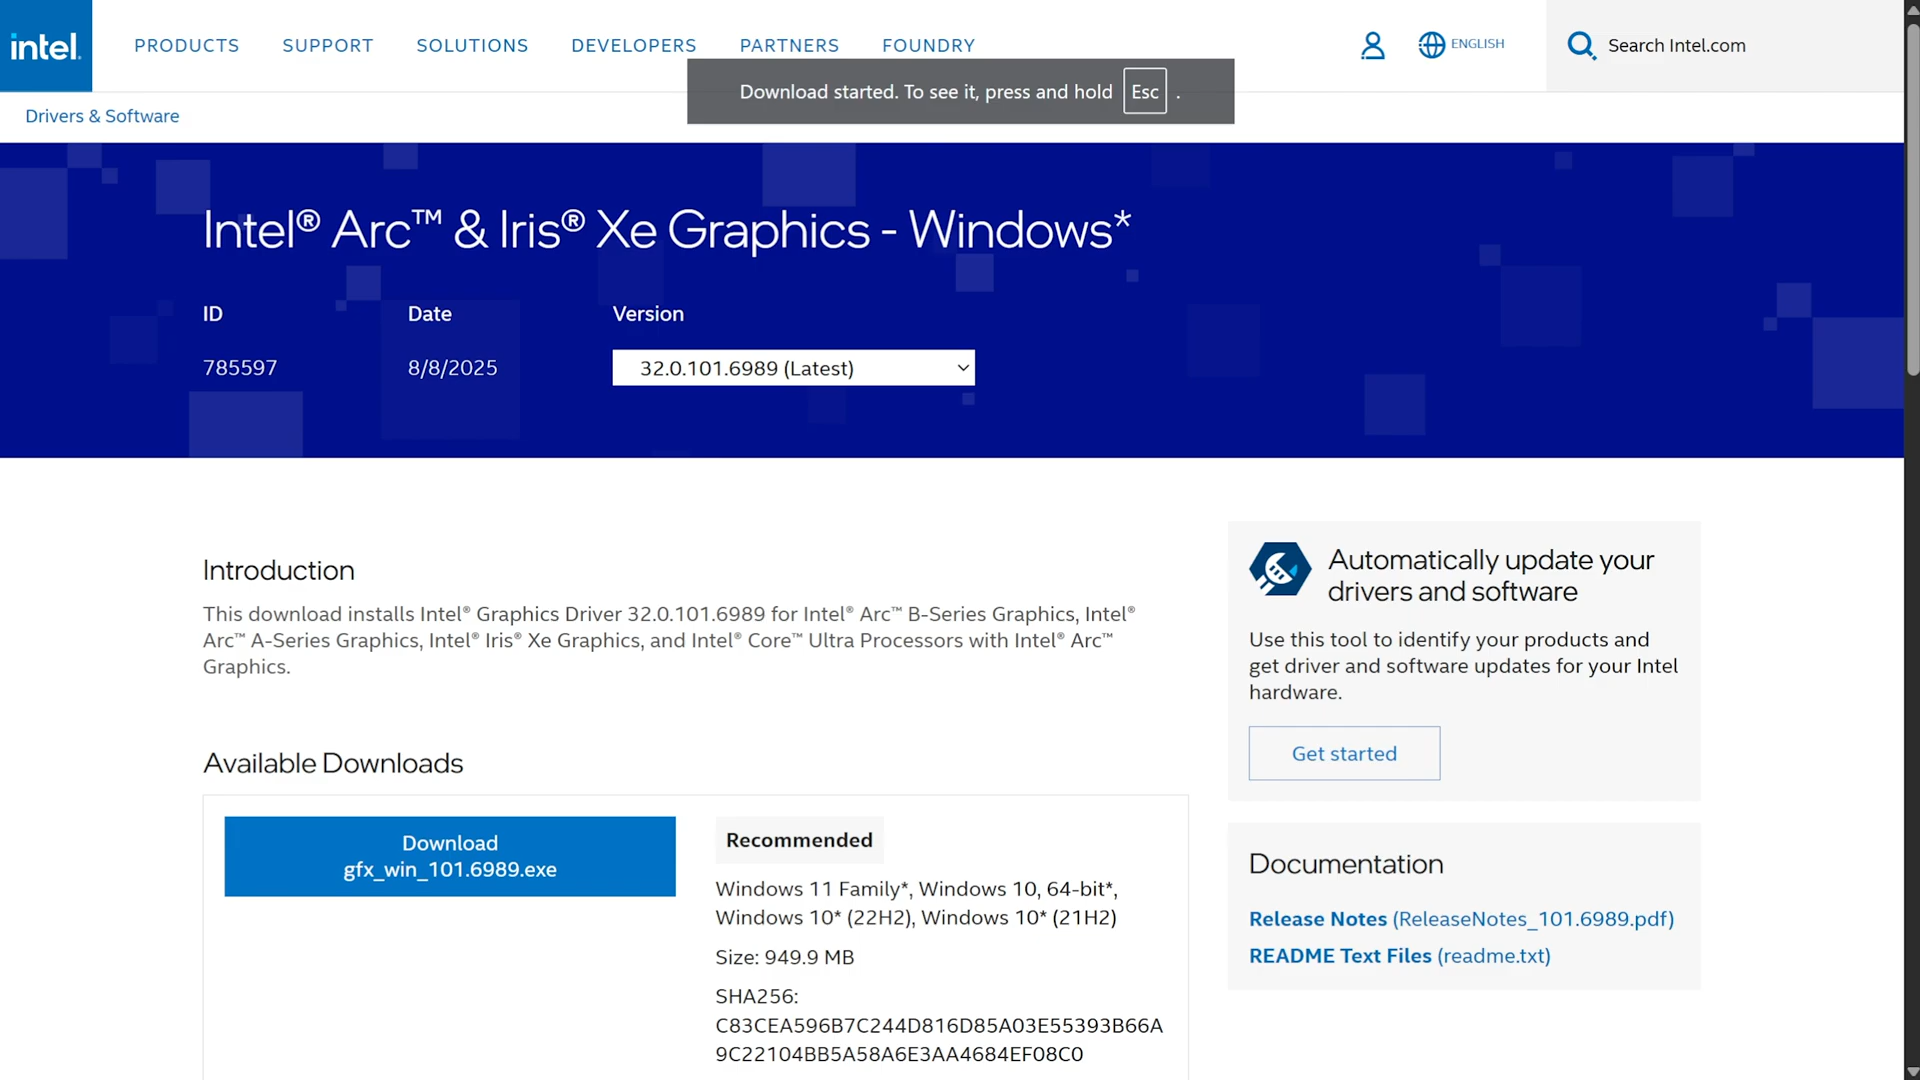 intel.
PRODUCTS
SUPPORT
SOLUTIONS
DEVELOPERS
PARTNERS
FOUNDRY
ENGLISH
Search Intel.com
Download started. To see it, press and hold Esc .
Drivers & Software
Intel® Arc™ & Iris® Xe Graphics - Windows*
ID
Date
Version
785597
8/8/2025
32.0.101.6989 (Latest)
Introduction
This download installs Intel® Graphics Driver 32.0.101.6989 for Intel® Arc™ B-Series Graphics, Intel®
Arc™ A-Series Graphics, Intel® Iris® Xe Graphics, and Intel® Core™ Ultra Processors with Intel® Arc™
Graphics.
Available Downloads
Download
gfx_win_101.6989.exe
Recommended
Windows 11 Family*, Windows 10, 64-bit*,
Windows 10* (22H2), Windows 10* (21H2)
Size: 949.9 MB
SHA256:
C83CEA596B7C244D816D85A03E55393B66A
9C22104BB5A58A6E3AA4684EF08C0
Automatically update your
drivers and software
Use this tool to identify your products and
get driver and software updates for your Intel
hardware.
Get started
Documentation
Release Notes (ReleaseNotes_101.6989.pdf)
README Text Files (readme.txt)